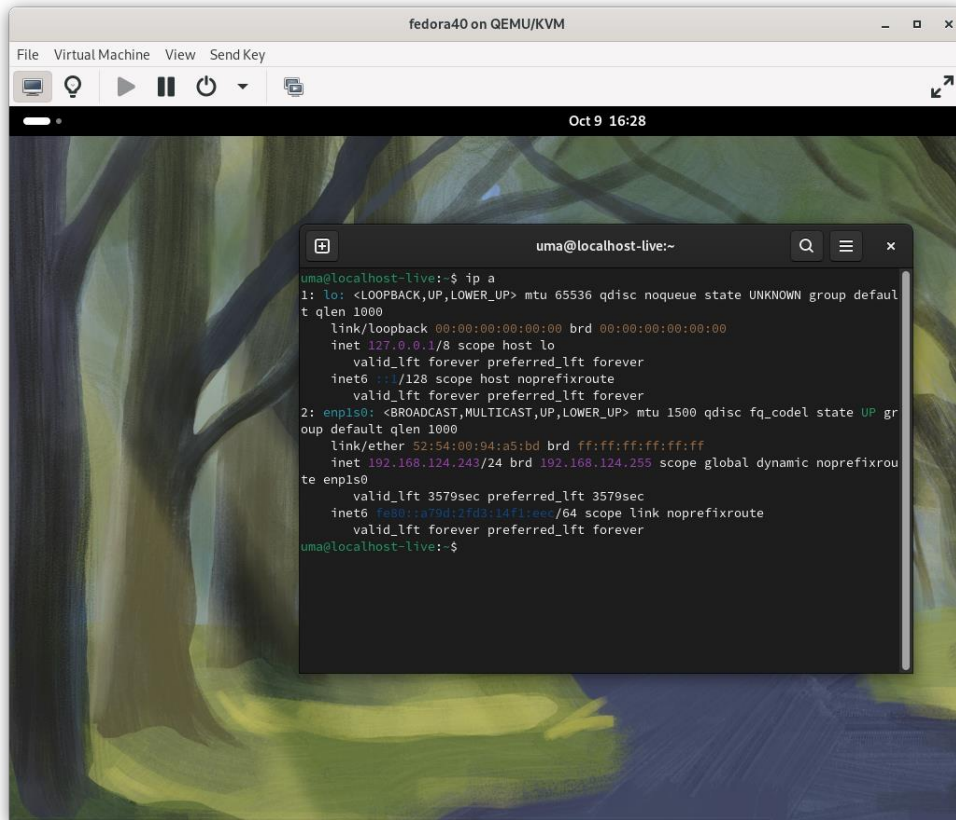 fedora40 on QEMU/KVM
File Virtual Machine View Send Key
Oct 9 16:28
uma@localhost-live:~
uma@localhost-live:~$ ip a
1: lo: <LOOPBACK,UP,LOWER_UP> mtu 65536 qdisc noqueue state UNKNOWN group defaul
t qlen 1000
link/loopback 00:00:00:00:00:00 brd 00:00:00:00:00:00
inet 127.0.0.1/8 scope host lo
valid_lft forever preferred_lft forever
inet6 ::1/128 scope host noprefixroute
valid_lft forever preferred_lft forever
2: enp1s0: <BROADCAST,MULTICAST,UP,LOWER_UP> mtu 1500 qdisc fq_codel state UP gr
oup default qlen 1000
link/ether 52:54:00:94:a5:bd brd ff:ff:ff:ff:ff:ff
inet 192.168.124.243/24 brd 192.168.124.255 scope global dynamic noprefixrou
te enp1s0
valid_lft 3579sec preferred_lft 3579sec
inet6 fe80::a79d:2fd3:14f1:eec/64 scope link noprefixroute
valid_lft forever preferred_lft forever
uma@localhost-live:~$